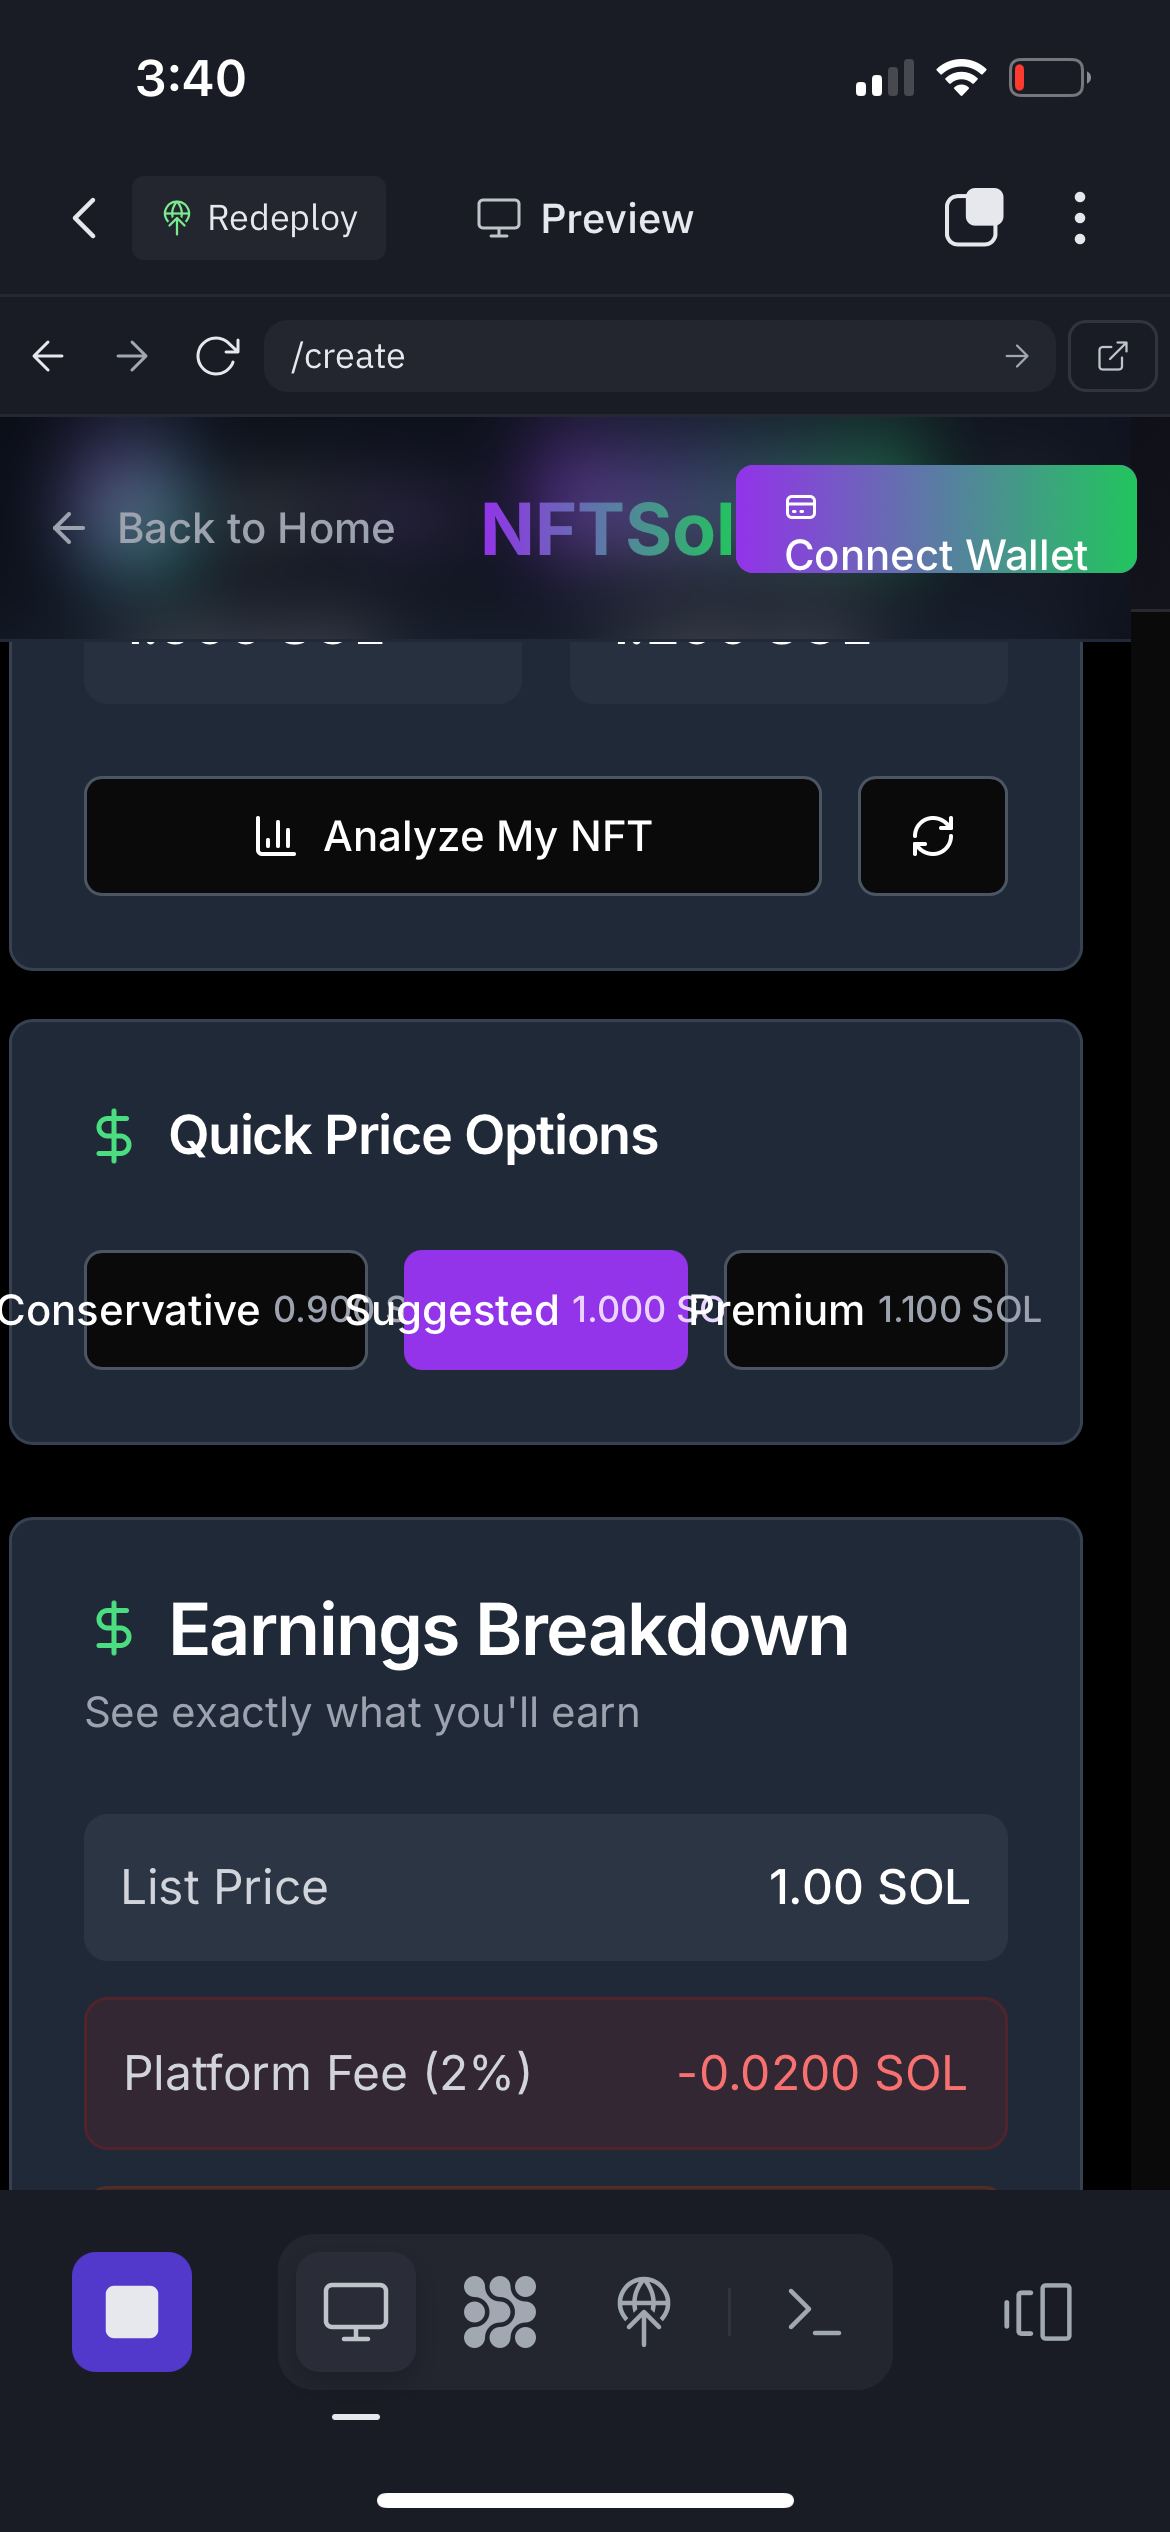 3:40
Redeploy
Preview
/create
Back to Home
NFTSol
Connect Wallet
Analyze My NFT
Quick Price Options
Conservative 0.900 Suggested 1.000 Premium 1.100 SOL
Earnings Breakdown
See exactly what you'll earn
List Price 1.00 SOL
Platform Fee (2%) -0.0200 SOL